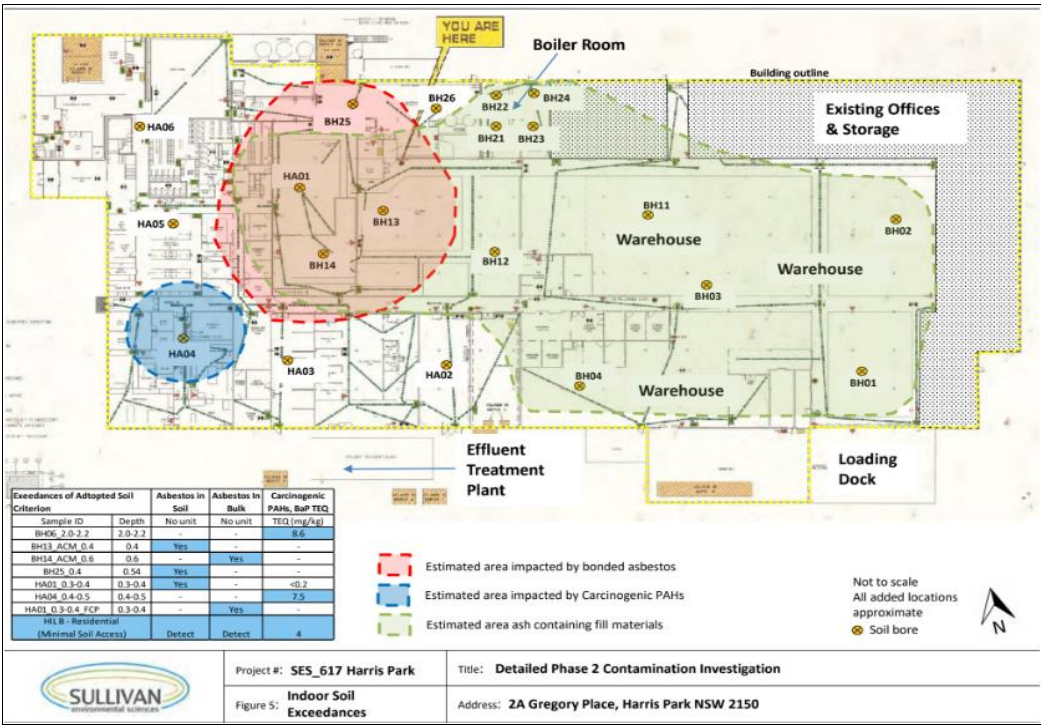 YOU ARE
HERE
Boiler Room
Building outline
BH26
BH22
BH24
BH25
BH21
BH23
Existing Offices
& Storage
HA06
HA01
BH13
BH11
BH02
HA05
Warehouse
BH14
BH12
Warehouse
BH03
HA04
HA03
HA02
BH04
Warehouse
BH01
Effluent
Treatment
Plant
Loading
Dock
Exeedances of Adtopted Soil Criterion Asbestos in Soil Asbestos In Bulk Carcinogenic PAHs, BaP TEQ
Sample ID Depth No unit No unit TEQ (mg/kg)
BH06_2.0-2.2 2.0-2.2 - - 8.6
BH13_ACM_0.4 0.4 Yes - -
BH14_ACM_0.6 0.6 - Yes -
BH25_0.4 0.54 Yes - -
HA01_0.3-0.4 0.3-0.4 Yes - <0.2
HA04_0.4-0.5 0.4-0.5 - - 7.5
HA01_0.3-0.4_FCP 0.3-0.4 - Yes -
HIL B - Residential
(Minimal Soil Access) Detect Detect 4
Estimated area impacted by bonded asbestos
Estimated area impacted by Carcinogenic PAHs
Estimated area ash containing fill materials
Not to scale
All added locations
approximate
Soil bore
N
SULLIVAN
environmental sciences
Project #: SES_617 Harris Park
Title: Detailed Phase 2 Contamination Investigation
Figure 5: Indoor Soil
Exceedances
Address: 2A Gregory Place, Harris Park NSW 2150